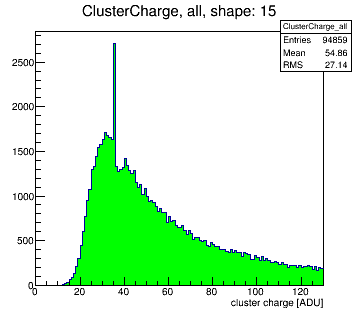 ClusterCharge, all, shape: 15
ClusterCharge_all
Entries 94859
Mean 54.86
RMS 27.14
2500
2000
1500
1000
500
0
0 20 40 60 80 100 120
cluster charge [ADU]